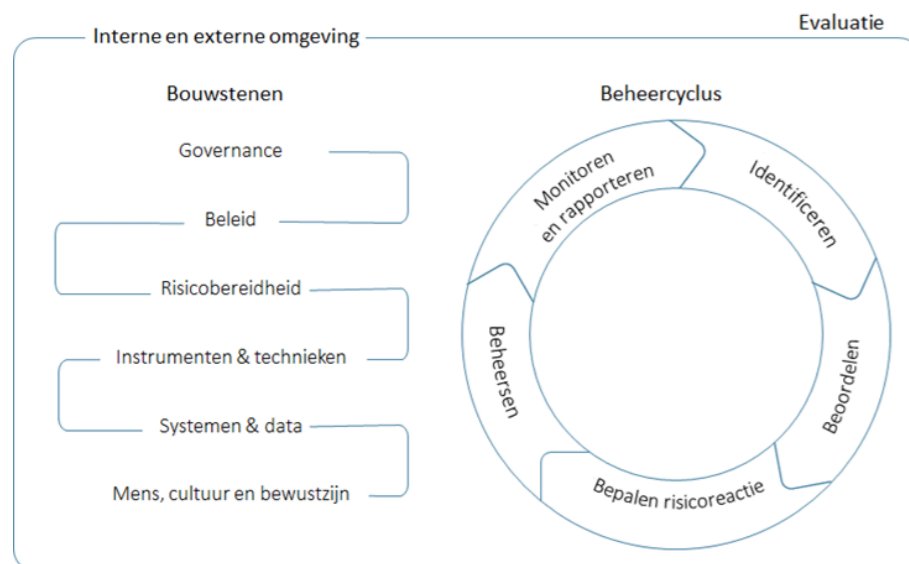 Evaluatie
Interne en externe omgeving
Bouwstenen
Governance
Beleid
Risicobereidheid
Instrumenten & technieken
Systemen & data
Mens, cultuur en bewustzijn
Beheercyclus
Identificeren
Beoordelen
Bepalen risicoreactie
Beheersen
Monitoren
en rapporteren